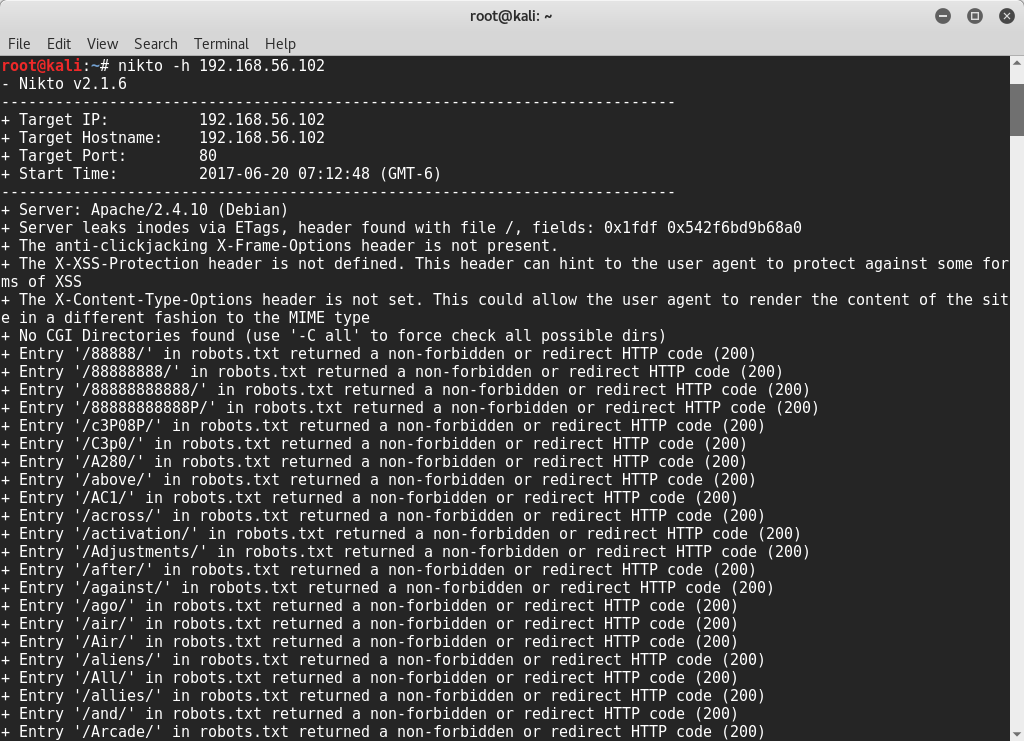 root@kali: ~
File Edit View Search Terminal Help
root@kali:~# nikto -h 192.168.56.102
- Nikto v2.1.6
---------------------------------------------------------------------------
+ Target IP:          192.168.56.102
+ Target Hostname:    192.168.56.102
+ Target Port:        80
+ Start Time:         2017-06-20 07:12:48 (GMT-6)
---------------------------------------------------------------------------
+ Server: Apache/2.4.10 (Debian)
+ Server leaks inodes via ETags, header found with file /, fields: 0x1fdf 0x542f6bd9b68a0
+ The anti-clickjacking X-Frame-Options header is not present.
+ The X-XSS-Protection header is not defined. This header can hint to the user agent to protect against some for
ms of XSS
+ The X-Content-Type-Options header is not set. This could allow the user agent to render the content of the sit
e in a different fashion to the MIME type
+ No CGI Directories found (use '-C all' to force check all possible dirs)
+ Entry '/88888/' in robots.txt returned a non-forbidden or redirect HTTP code (200)
+ Entry '/88888888/' in robots.txt returned a non-forbidden or redirect HTTP code (200)
+ Entry '/88888888888/' in robots.txt returned a non-forbidden or redirect HTTP code (200)
+ Entry '/88888888888P/' in robots.txt returned a non-forbidden or redirect HTTP code (200)
+ Entry '/c3P08P/' in robots.txt returned a non-forbidden or redirect HTTP code (200)
+ Entry '/C3p0/' in robots.txt returned a non-forbidden or redirect HTTP code (200)
+ Entry '/A280/' in robots.txt returned a non-forbidden or redirect HTTP code (200)
+ Entry '/above/' in robots.txt returned a non-forbidden or redirect HTTP code (200)
+ Entry '/AC1/' in robots.txt returned a non-forbidden or redirect HTTP code (200)
+ Entry '/across/' in robots.txt returned a non-forbidden or redirect HTTP code (200)
+ Entry '/activation/' in robots.txt returned a non-forbidden or redirect HTTP code (200)
+ Entry '/Adjustments/' in robots.txt returned a non-forbidden or redirect HTTP code (200)
+ Entry '/after/' in robots.txt returned a non-forbidden or redirect HTTP code (200)
+ Entry '/against/' in robots.txt returned a non-forbidden or redirect HTTP code (200)
+ Entry '/ago/' in robots.txt returned a non-forbidden or redirect HTTP code (200)
+ Entry '/air/' in robots.txt returned a non-forbidden or redirect HTTP code (200)
+ Entry '/Air/' in robots.txt returned a non-forbidden or redirect HTTP code (200)
+ Entry '/aliens/' in robots.txt returned a non-forbidden or redirect HTTP code (200)
+ Entry '/All/' in robots.txt returned a non-forbidden or redirect HTTP code (200)
+ Entry '/allies/' in robots.txt returned a non-forbidden or redirect HTTP code (200)
+ Entry '/and/' in robots.txt returned a non-forbidden or redirect HTTP code (200)
+ Entry '/Arcade/' in robots.txt returned a non-forbidden or redirect HTTP code (200)